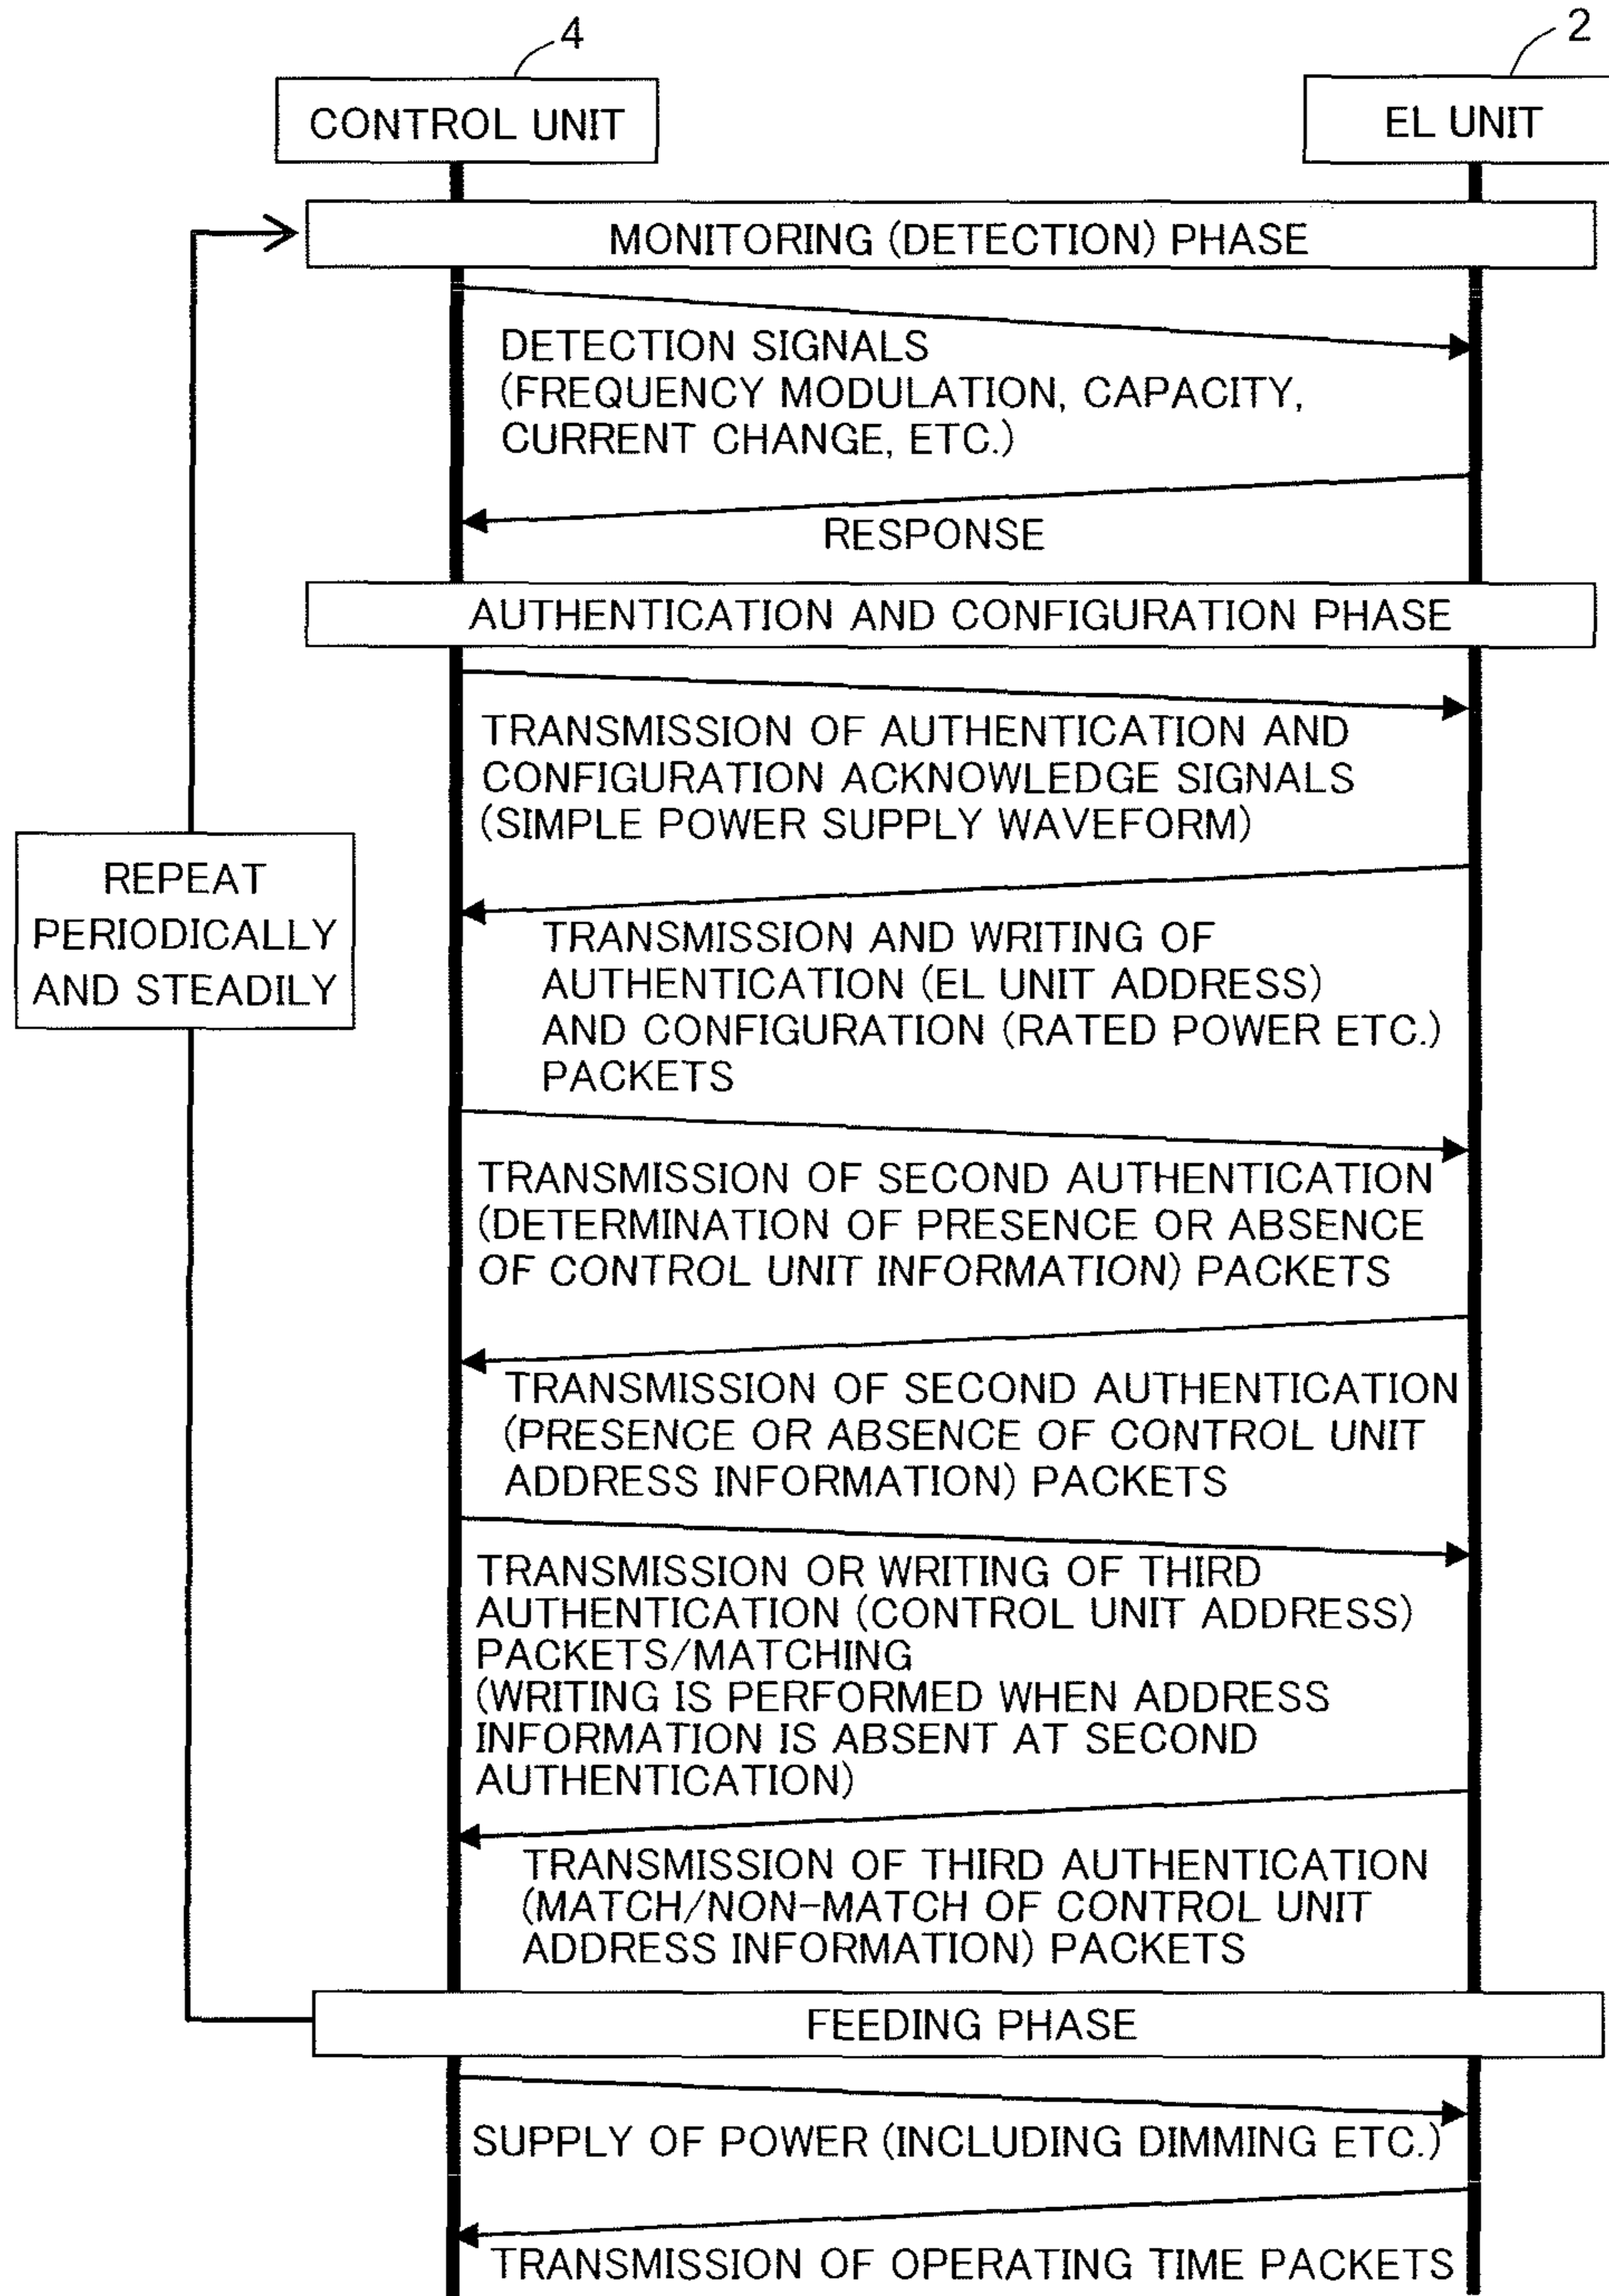 4
2
CONTROL UNIT
EL UNIT
MONITORING (DETECTION) PHASE
DETECTION SIGNALS
(FREQUENCY MODULATION, CAPACITY,
CURRENT CHANGE, ETC.)
RESPONSE
AUTHENTICATION AND CONFIGURATION PHASE
TRANSMISSION OF AUTHENTICATION AND
CONFIGURATION ACKNOWLEDGE SIGNALS
(SIMPLE POWER SUPPLY WAVEFORM)
REPEAT
PERIODICALLY
AND STEADILY
TRANSMISSION AND WRITING OF
AUTHENTICATION (EL UNIT ADDRESS)
AND CONFIGURATION (RATED POWER ETC.)
PACKETS
TRANSMISSION OF SECOND AUTHENTICATION
(DETERMINATION OF PRESENCE OR ABSENCE
OF CONTROL UNIT INFORMATION) PACKETS
TRANSMISSION OF SECOND AUTHENTICATION
(PRESENCE OR ABSENCE OF CONTROL UNIT
ADDRESS INFORMATION) PACKETS
TRANSMISSION OR WRITING OF THIRD
AUTHENTICATION (CONTROL UNIT ADDRESS)
PACKETS/MATCHING
(WRITING IS PERFORMED WHEN ADDRESS
INFORMATION IS ABSENT AT SECOND
AUTHENTICATION)
TRANSMISSION OF THIRD AUTHENTICATION
(MATCH/NON-MATCH OF CONTROL UNIT
ADDRESS INFORMATION) PACKETS
FEEDING PHASE
SUPPLY OF POWER (INCLUDING DIMMING ETC.)
TRANSMISSION OF OPERATING TIME PACKETS